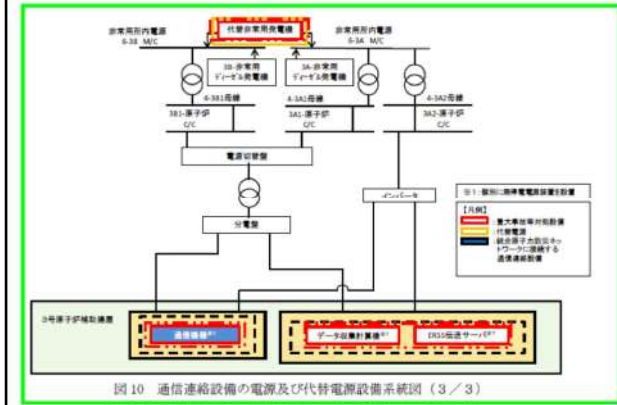 代替非常用発電機
非常用所内電源
6-3B M/C
非常用所内電源
6-3A M/C
3B-非常用
ディーゼル発電機
3A-非常用
ディーゼル発電機
4-3B1母線
4-3A1母線
4-3A2母線
3B1-原子炉
C/C
3A1-原子炉
C/C
3A2-原子炉
C/C
電源切替盤
インバータ
分電盤
※1:個別に無停電電源装置を設置
【凡例】
:重大事故等対処設備
:代替電源
:統合原子力防災ネッ
トワークに接続する
通信連絡設備
3号原子炉補助建屋
通信機器※1
データ収集計算機※1
ERSS伝送サーバ※1
図10 通信連絡設備の電源及び代替電源設備系統図(3/3)